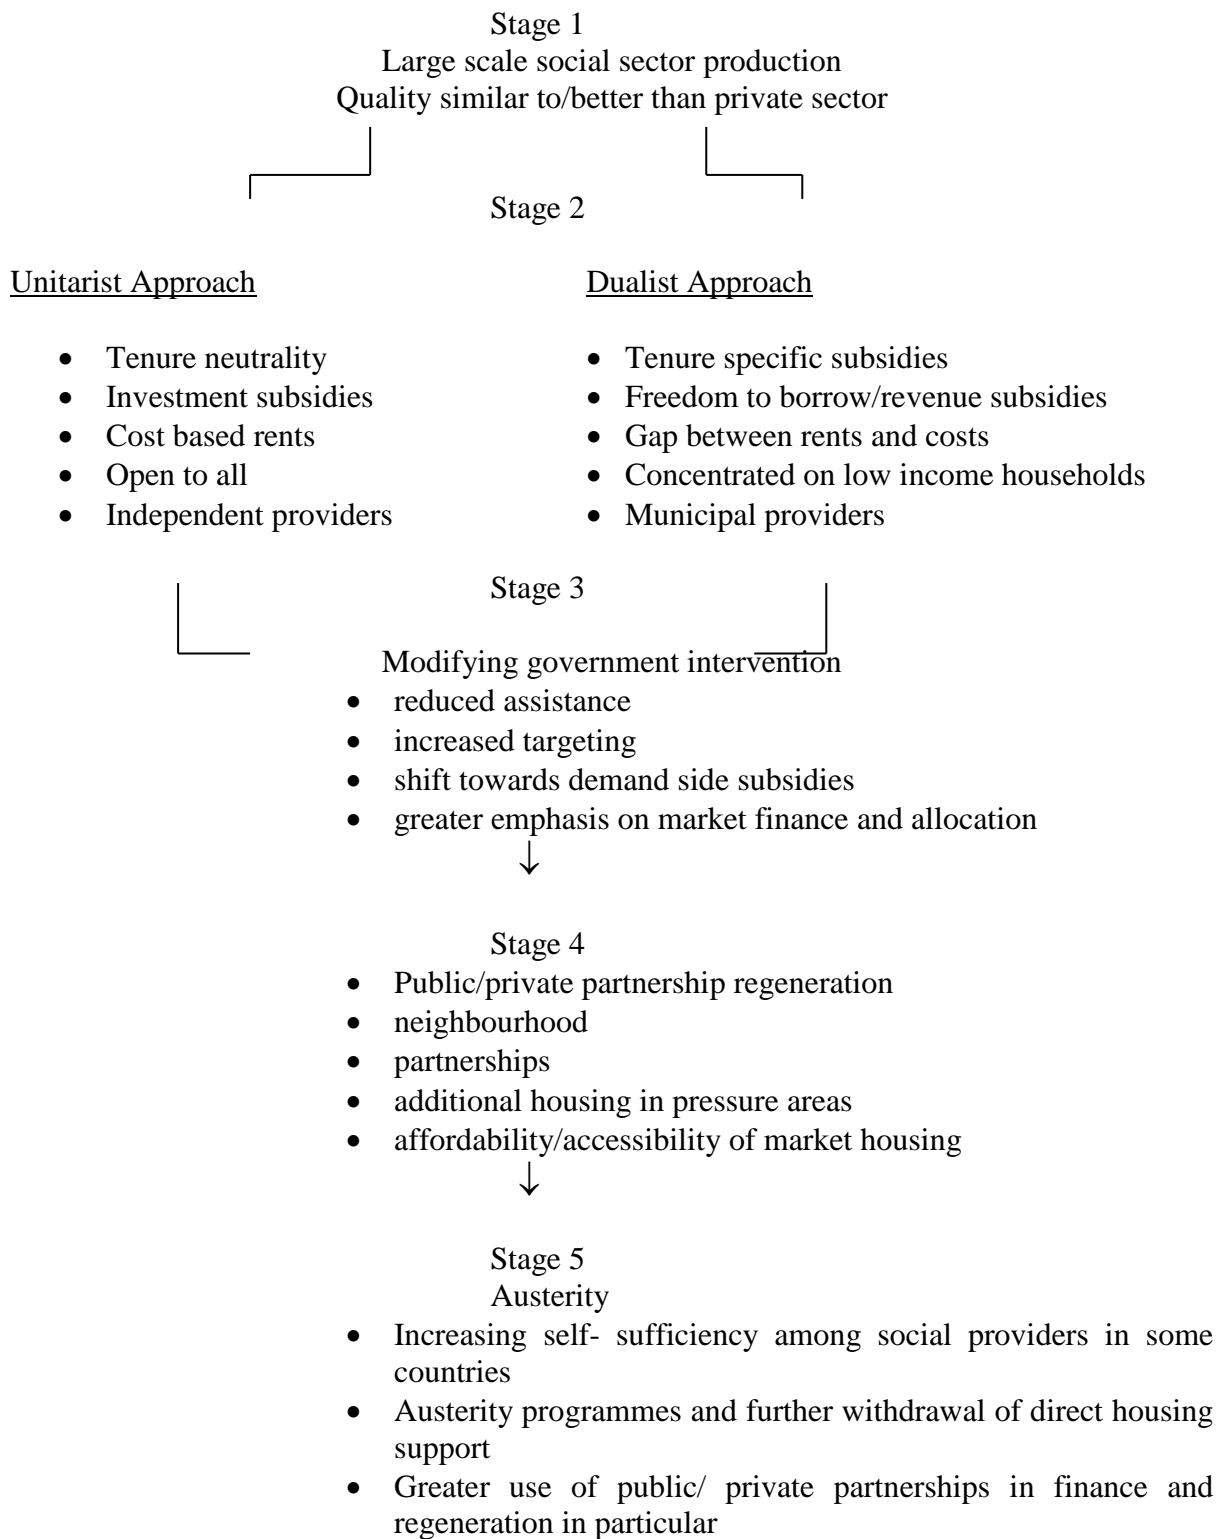 Stage 1
Large scale social sector production
Quality similar to/better than private sector
Stage 2
Unitarist Approach
• Tenure neutrality
• Investment subsidies
• Cost based rents
• Open to all
• Independent providers
Dualist Approach
• Tenure specific subsidies
• Freedom to borrow/revenue subsidies
• Gap between rents and costs
• Concentrated on low income households
• Municipal providers
Stage 3
Modifying government intervention
• reduced assistance
• increased targeting
• shift towards demand side subsidies
• greater emphasis on market finance and allocation
Stage 4
• Public/private partnership regeneration
• neighbourhood
• partnerships
• additional housing in pressure areas
• affordability/accessibility of market housing
Stage 5
Austerity
• Increasing self- sufficiency among social providers in some
countries
• Austerity programmes and further withdrawal of direct housing
support
• Greater use of public/ private partnerships in finance and
regeneration in particular